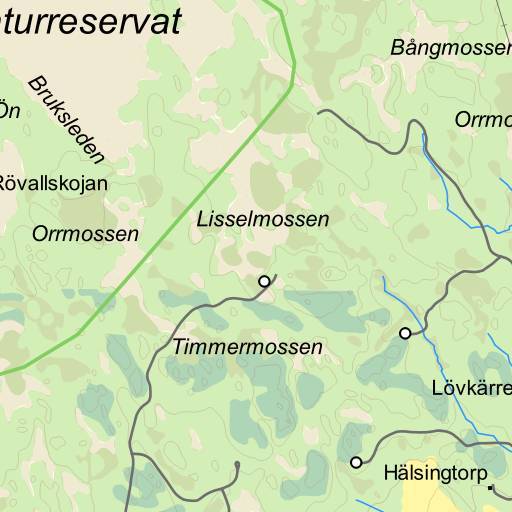 turreservat
Bångmossen
Bruksleden
Ön
Orrmo
Rövallskojan
Lisselmossen
Orrmossen
Timmermossen
Lövkärre
Hälsingtorp